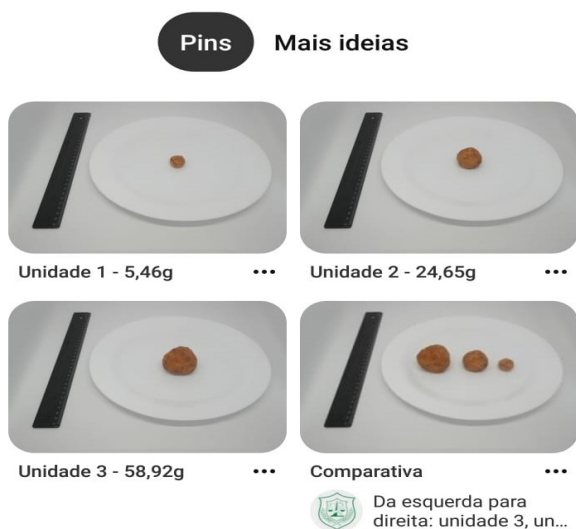 Pins Mais ideias
Unidade 1 - 5,46g
Unidade 2 - 24,65g
Unidade 3 - 58,92g
Comparativa
Da esquerda para
direita: unidade 3, un...